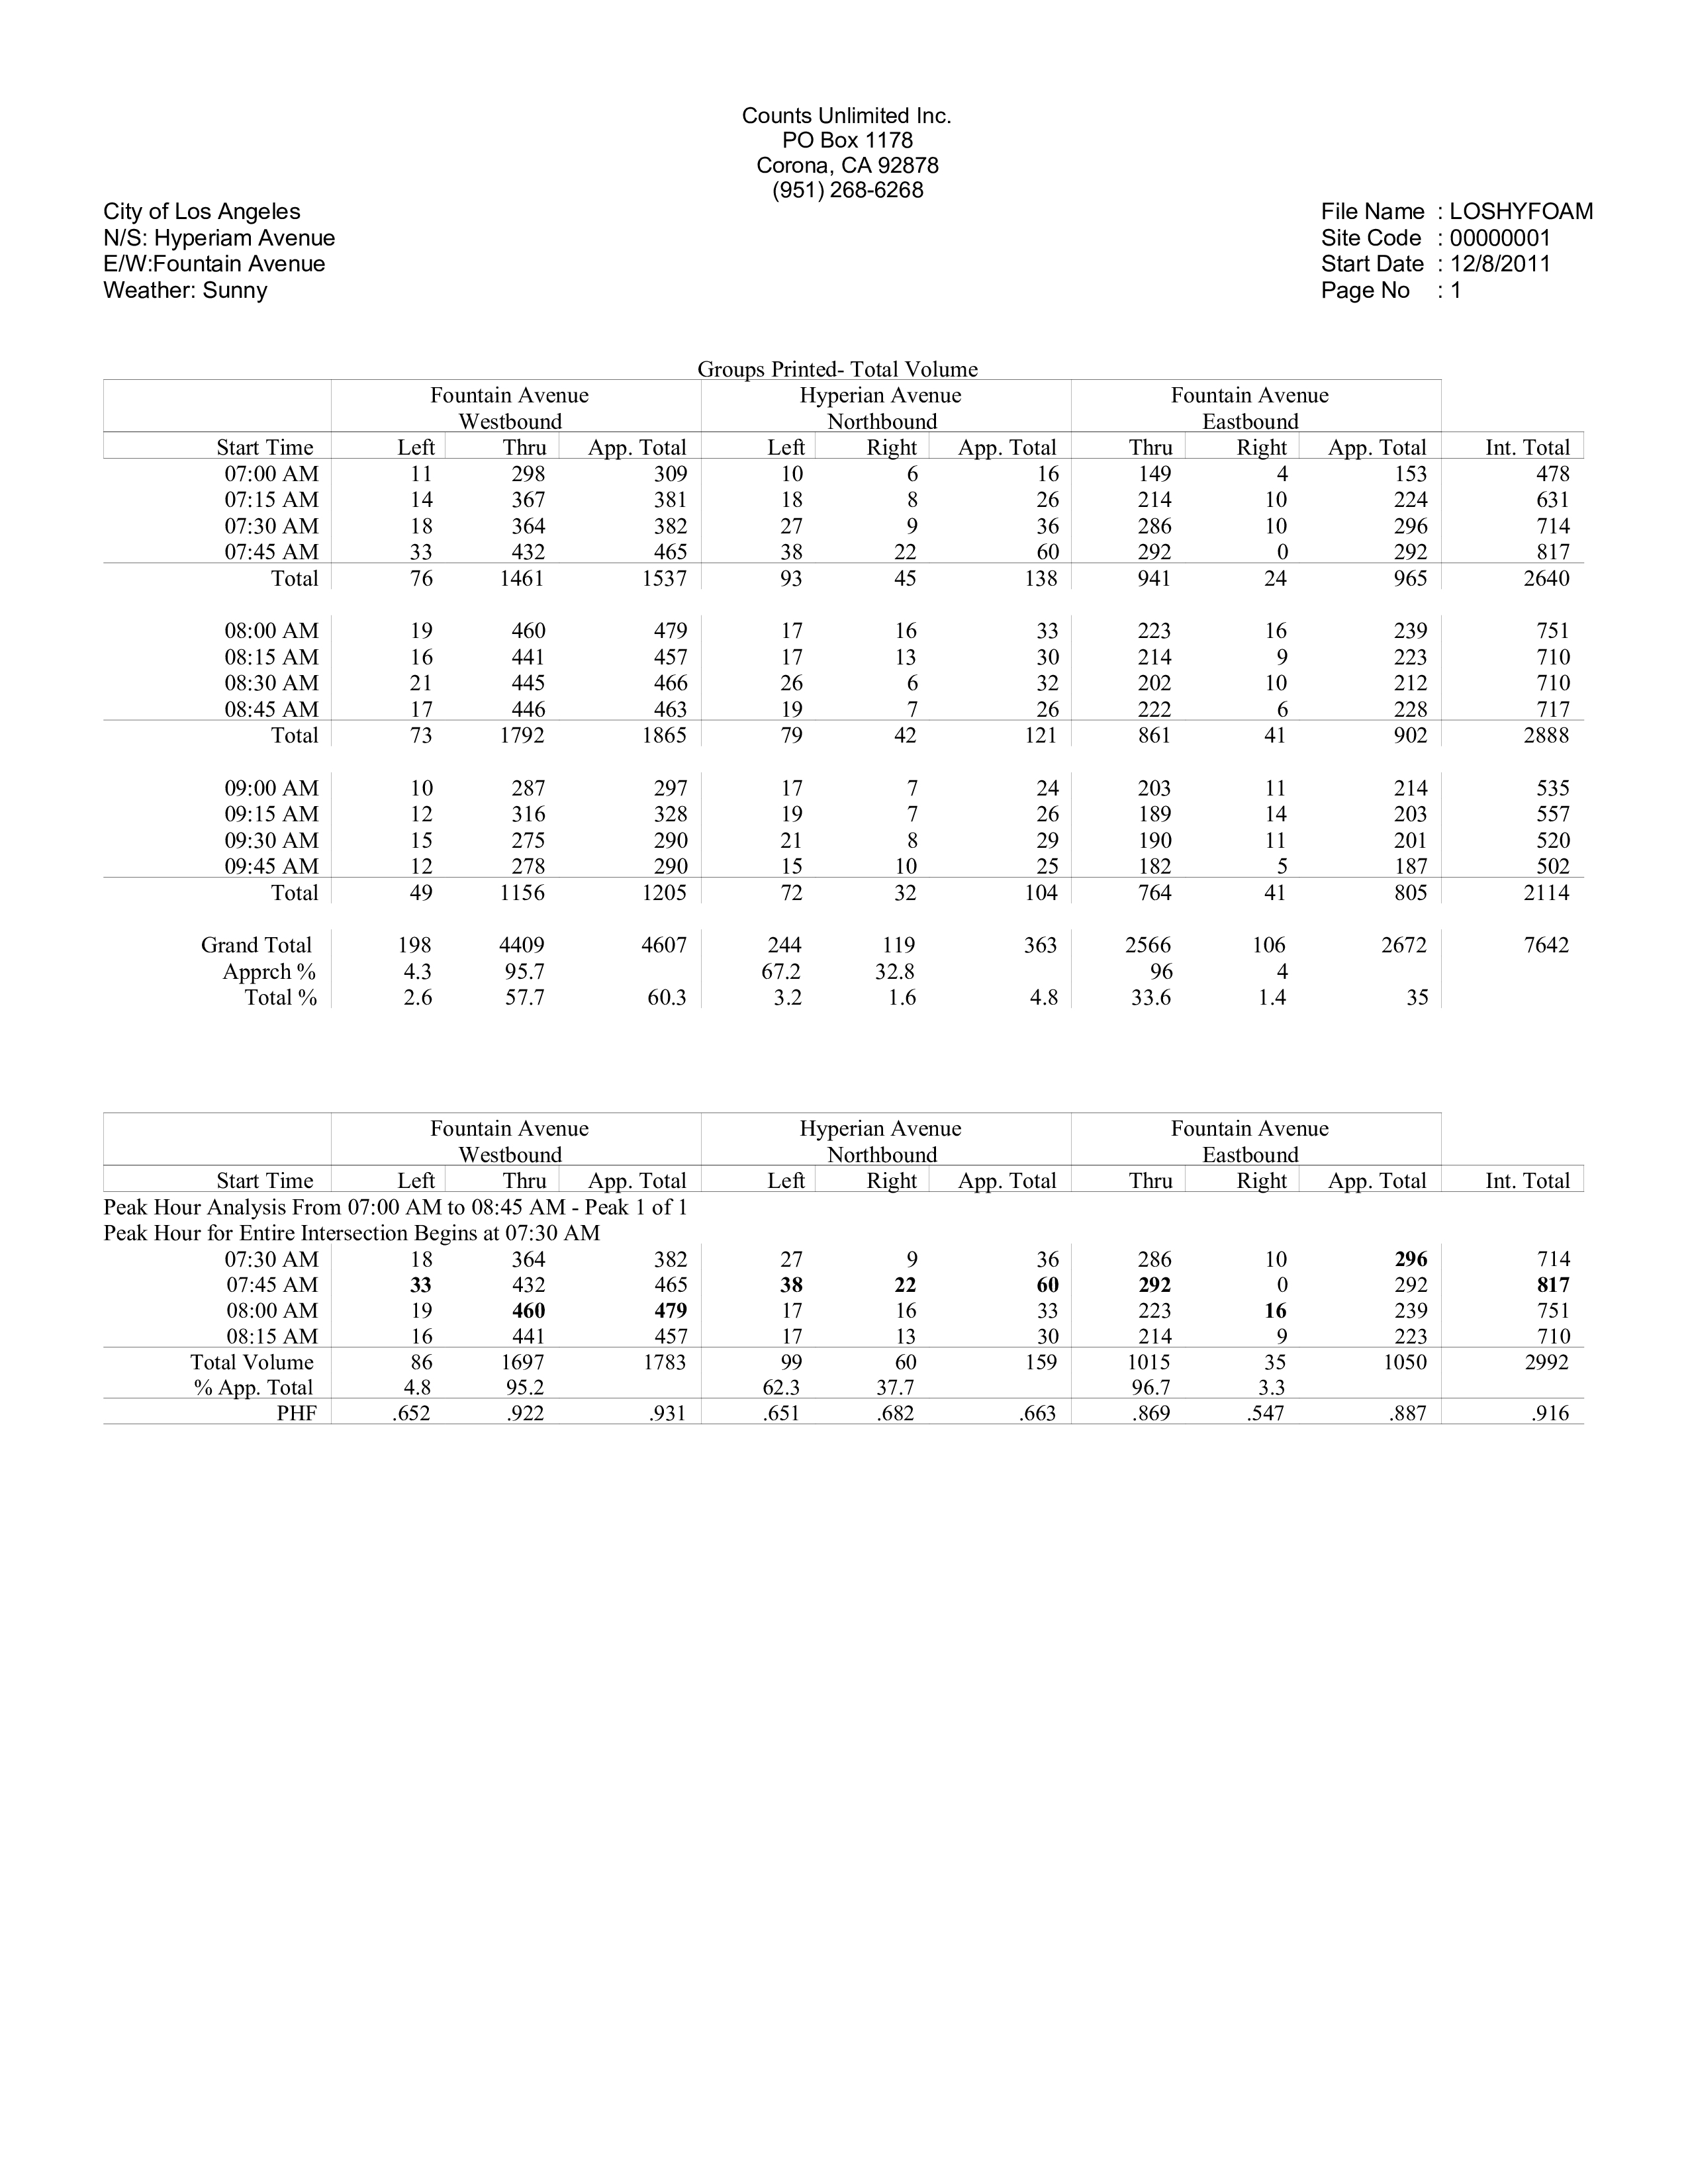 Counts Unlimited Inc.
PO Box 1178
Corona, CA 92878
(951) 268-6268
City of Los Angeles
N/S: Hyperiam Avenue
E/W:Fountain Avenue
Weather: Sunny
File Name : LOSHYFOAM
Site Code : 00000001
Start Date : 12/8/2011
Page No : 1
Groups Printed- Total Volume
Fountain Avenue Hyperian Avenue Fountain Avenue
Westbound Northbound Eastbound
Start Time Left Thru App. Total Left Right App. Total Thru Right App. Total Int. Total
07:00 AM 11 298 309 10 6 16 149 4 153 478
07:15 AM 14 367 381 18 8 26 214 10 224 631
07:30 AM 18 364 382 27 9 36 286 10 296 714
07:45 AM 33 432 465 38 22 60 292 0 292 817
Total 76 1461 1537 93 45 138 941 24 965 2640
08:00 AM 19 460 479 17 16 33 223 16 239 751
08:15 AM 16 441 457 17 13 30 214 9 223 710
08:30 AM 21 445 466 26 6 32 202 10 212 710
08:45 AM 17 446 463 19 7 26 222 6 228 717
Total 73 1792 1865 79 42 121 861 41 902 2888
09:00 AM 10 287 297 17 7 24 203 11 214 535
09:15 AM 12 316 328 19 7 26 189 14 203 557
09:30 AM 15 275 290 21 8 29 190 11 201 520
09:45 AM 12 278 290 15 10 25 182 5 187 502
Total 49 1156 1205 72 32 104 764 41 805 2114
Grand Total 198 4409 4607 244 119 363 2566 106 2672 7642
Apprch % 4.3 95.7 67.2 32.8 96 4
Total % 2.6 57.7 60.3 3.2 1.6 4.8 33.6 1.4 35
Fountain Avenue Hyperian Avenue Fountain Avenue
Westbound Northbound Eastbound
Start Time Left Thru App. Total Left Right App. Total Thru Right App. Total Int. Total
Peak Hour Analysis From 07:00 AM to 08:45 AM - Peak 1 of 1
Peak Hour for Entire Intersection Begins at 07:30 AM
07:30 AM 18 364 382 27 9 36 286 10 296 714
07:45 AM 33 432 465 38 22 60 292 0 292 817
08:00 AM 19 460 479 17 16 33 223 16 239 751
08:15 AM 16 441 457 17 13 30 214 9 223 710
Total Volume 86 1697 1783 99 60 159 1015 35 1050 2992
% App. Total 4.8 95.2 62.3 37.7 96.7 3.3
PHF .652 .922 .931 .651 .682 .663 .869 .547 .887 .916